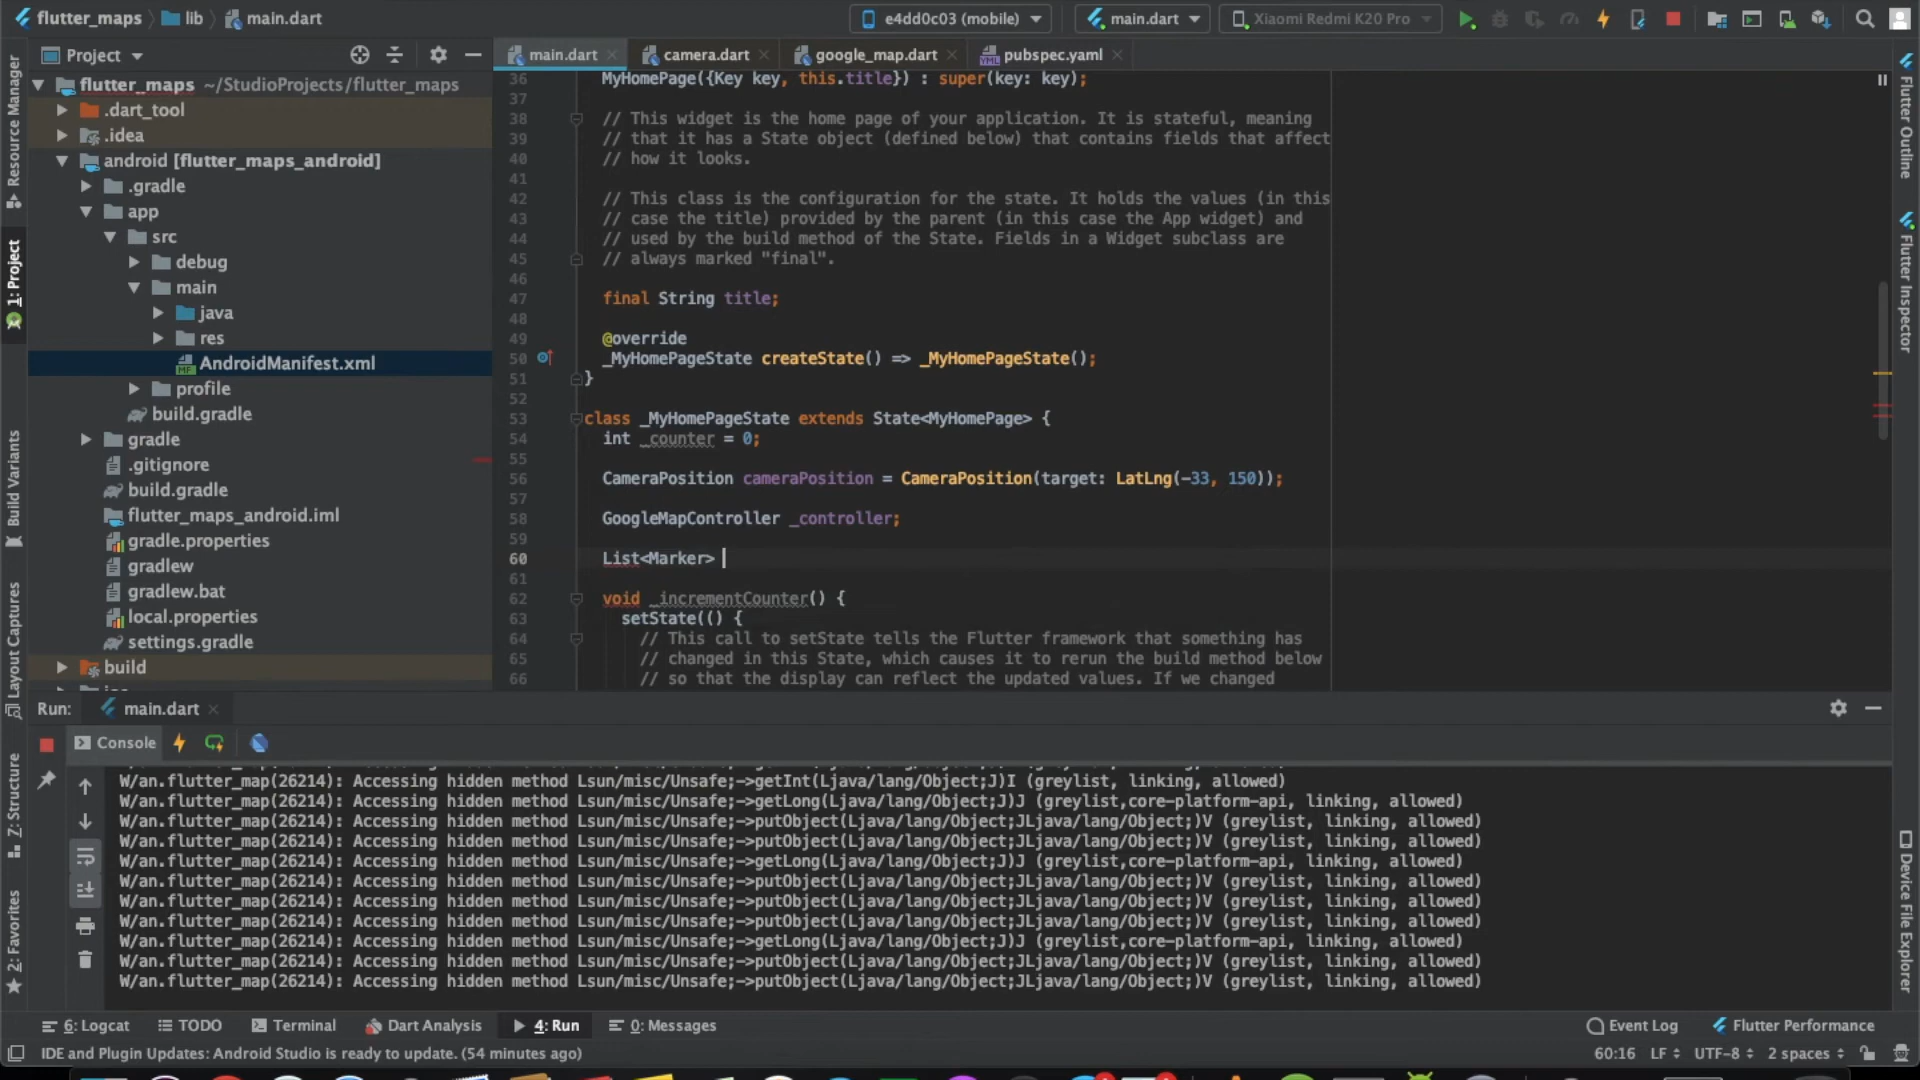 flutter_maps
lib
main.dart
e4dd0c03 (mobile)
main.dart
Xiaomi Redmi K20 Pro
Project
main.dart
camera.dart
google_map.dart
pubspec.yaml
flutter_maps ~/StudioProjects/flutter_maps
.dart_tool
.idea
android [flutter_maps_android]
.gradle
app
src
debug
main
java
res
AndroidManifest.xml
profile
build.gradle
gradle
.gitignore
build.gradle
flutter_maps_android.iml
gradle.properties
gradlew
gradlew.bat
local.properties
settings.gradle
build
Resource Manager
1: Project
Build Variants
Layout Captures
Z: Structure
2: Favorites
36 MyHomePage({Key key, this.title}) : super(key: key);
37
38 // This widget is the home page of your application. It is stateful, meaning
39 // that it has a State object (defined below) that contains fields that affect
40 // how it looks.
41
42 // This class is the configuration for the state. It holds the values (in this
43 // case the title) provided by the parent (in this case the App widget) and
44 // used by the build method of the State. Fields in a Widget subclass are
45 // always marked "final".
46
47 final String title;
48
49 @override
50 _MyHomePageState createState() => _MyHomePageState();
51 }
52
53 class _MyHomePageState extends State<MyHomePage> {
54 int _counter = 0;
55
56 CameraPosition cameraPosition = CameraPosition(target: LatLng(-33, 150));
57
58 GoogleMapController _controller;
59
60 List<Marker>
61
62 void _incrementCounter() {
63 setState(() {
64 // This call to setState tells the Flutter framework that something has
65 // changed in this State, which causes it to rerun the build method below
66 // so that the display can reflect the updated values. If we changed
Flutter Outline
Flutter Inspector
Device File Explorer
Run: main.dart
Console
W/an.flutter_map(26214): Accessing hidden method Lsun/misc/Unsafe;->getInt(Ljava/lang/Object;J)I (greylist, linking, allowed)
W/an.flutter_map(26214): Accessing hidden method Lsun/misc/Unsafe;->getLong(Ljava/lang/Object;J)J (greylist,core-platform-api, linking, allowed)
W/an.flutter_map(26214): Accessing hidden method Lsun/misc/Unsafe;->putObject(Ljava/lang/Object;JLjava/lang/Object;)V (greylist, linking, allowed)
W/an.flutter_map(26214): Accessing hidden method Lsun/misc/Unsafe;->putObject(Ljava/lang/Object;JLjava/lang/Object;)V (greylist, linking, allowed)
W/an.flutter_map(26214): Accessing hidden method Lsun/misc/Unsafe;->getLong(Ljava/lang/Object;J)J (greylist,core-platform-api, linking, allowed)
W/an.flutter_map(26214): Accessing hidden method Lsun/misc/Unsafe;->putObject(Ljava/lang/Object;JLjava/lang/Object;)V (greylist, linking, allowed)
W/an.flutter_map(26214): Accessing hidden method Lsun/misc/Unsafe;->putObject(Ljava/lang/Object;JLjava/lang/Object;)V (greylist, linking, allowed)
W/an.flutter_map(26214): Accessing hidden method Lsun/misc/Unsafe;->putObject(Ljava/lang/Object;JLjava/lang/Object;)V (greylist, linking, allowed)
W/an.flutter_map(26214): Accessing hidden method Lsun/misc/Unsafe;->getLong(Ljava/lang/Object;J)J (greylist,core-platform-api, linking, allowed)
W/an.flutter_map(26214): Accessing hidden method Lsun/misc/Unsafe;->putObject(Ljava/lang/Object;JLjava/lang/Object;)V (greylist, linking, allowed)
W/an.flutter_map(26214): Accessing hidden method Lsun/misc/Unsafe;->putObject(Ljava/lang/Object;JLjava/lang/Object;)V (greylist, linking, allowed)
6: Logcat
TODO
Terminal
Dart Analysis
4: Run
0: Messages
Event Log
Flutter Performance
IDE and Plugin Updates: Android Studio is ready to update. (54 minutes ago)
60:16 LF UTF-8 2 spaces